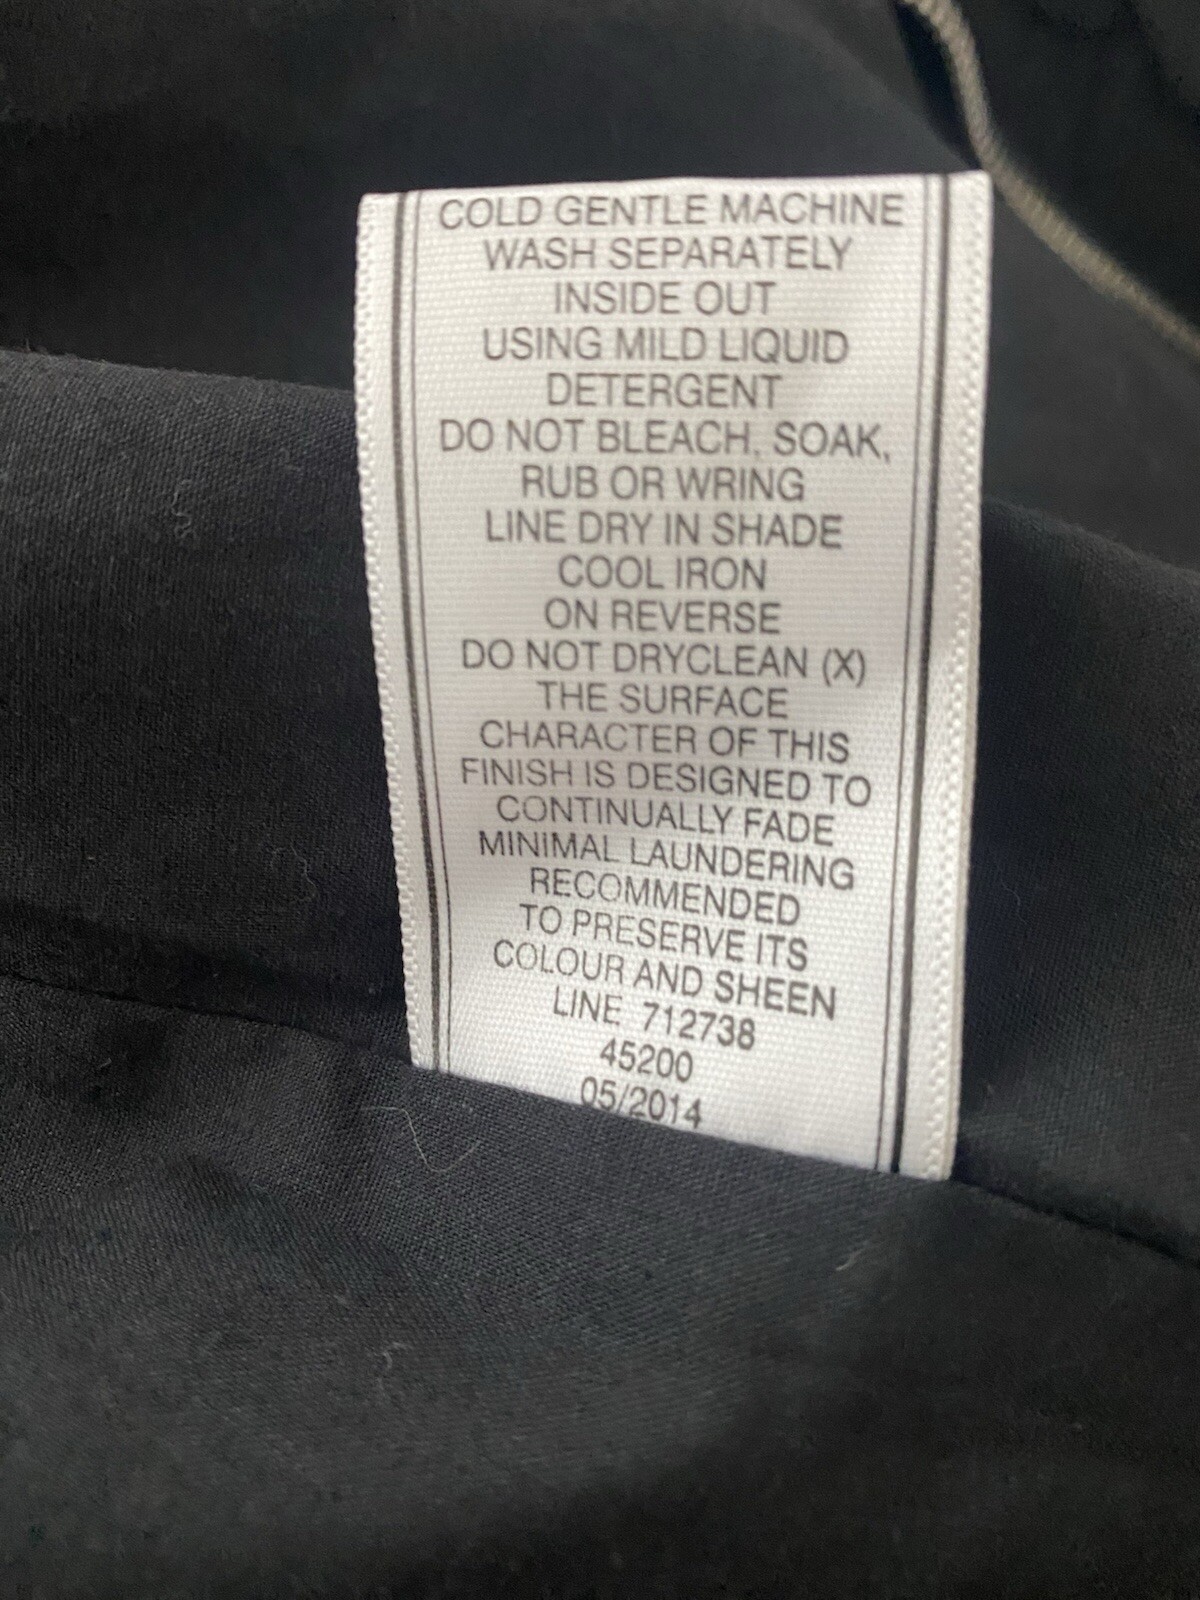 COLD GENTLE MACHINE
WASH SEPARATELY
INSIDE OUT
USING MILD LIQUID
DETERGENT
DO NOT BLEACH, SOAK,
RUB OR WRING
LINE DRY IN SHADE
COOL IRON
ON REVERSE
DO NOT DRYCLEAN (X)
THE SURFACE
CHARACTER OF THIS
FINISH IS DESIGNED TO
CONTINUALLY FADE
MINIMAL LAUNDERING
RECOMMENDED
TO PRESERVE ITS
COLOUR AND SHEEN
LINE 712738
45200
05/2014